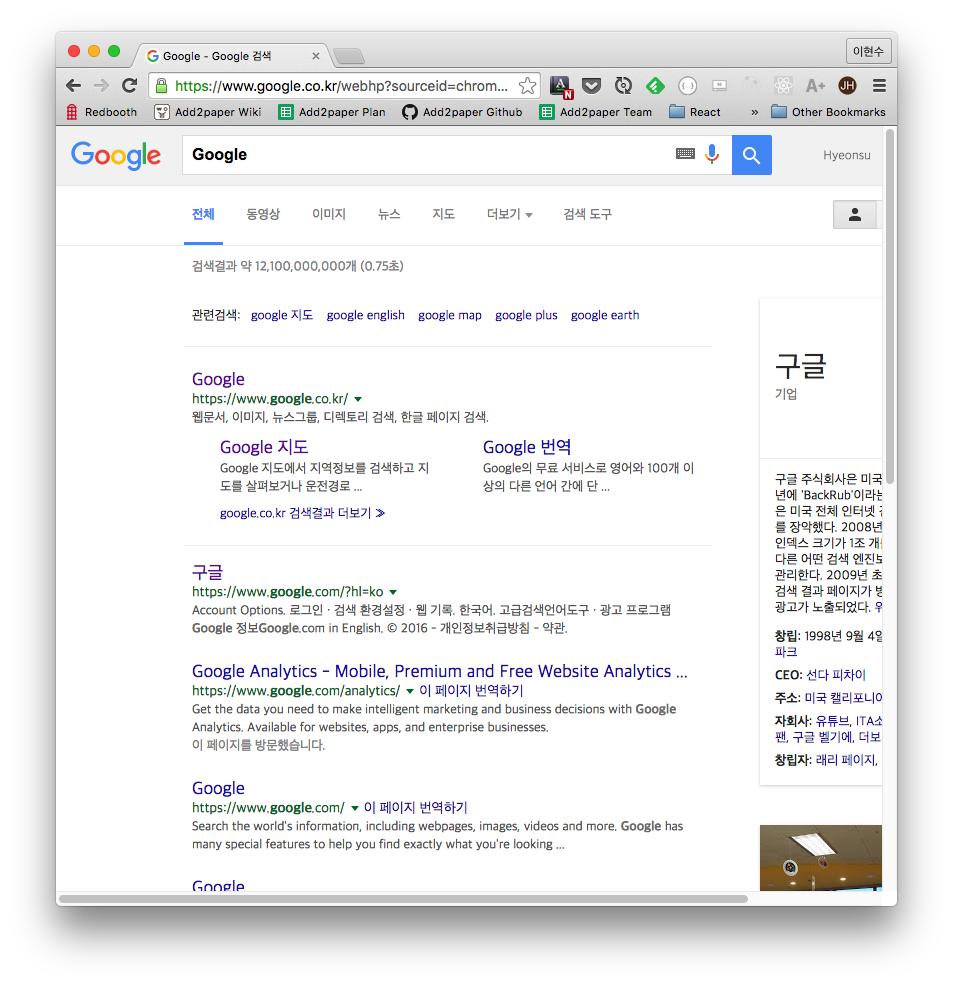 Google - Google 검색
이현수
https://www.google.co.kr/webhp?sourceid=chrom...
N
A+
JH
Redbooth
Add2paper Wiki
Add2paper Plan
Add2paper Github
Add2paper Team
React
»
Other Bookmarks
Google
Google
Hyeonsu
전체
동영상
이미지
뉴스
지도
더보기
검색 도구
검색결과 약 12,100,000,000개 (0.75초)
관련검색: google 지도 google english google map google plus google earth
Google
https://www.google.co.kr/
웹문서, 이미지, 뉴스그룹, 디렉토리 검색, 한글 페이지 검색.
Google 지도
Google 지도에서 지역정보를 검색하고 지
도를 살펴보거나 운전경로 ...
Google 번역
Google의 무료 서비스로 영어와 100개 이
상의 다른 언어 간에 단 ...
google.co.kr 검색결과 더보기 ≫
구글
https://www.google.com/?hl=ko
Account Options. 로그인 · 검색 환경설정 · 웹 기록. 한국어. 고급검색언어도구 · 광고 프로그램
Google 정보Google.com in English. © 2016 - 개인정보취급방침 - 약관.
Google Analytics - Mobile, Premium and Free Website Analytics ...
https://www.google.com/analytics/ 이 페이지 번역하기
Get the data you need to make intelligent marketing and business decisions with Google
Analytics. Available for websites, apps, and enterprise businesses.
이 페이지를 방문했습니다.
Google
https://www.google.com/ 이 페이지 번역하기
Search the world's information, including webpages, images, videos and more. Google has
many special features to help you find exactly what you're looking ...
Google
구글
기업
구글 주식회사은 미국
년에 'BackRub'이라는
은 미국 전체 인터넷 
를 장악했다. 2008년
인덱스 크기가 1조 개
다른 어떤 검색 엔진보
관리한다. 2009년 초
검색 결과 페이지가 방
광고가 노출되었다. 위
창립: 1998년 9월 4일
파크
CEO: 선다 피차이
주소: 미국 캘리포니아
자회사: 유튜브, ITA소
팬, 구글 벨기에, 더보
창립자: 래리 페이지,